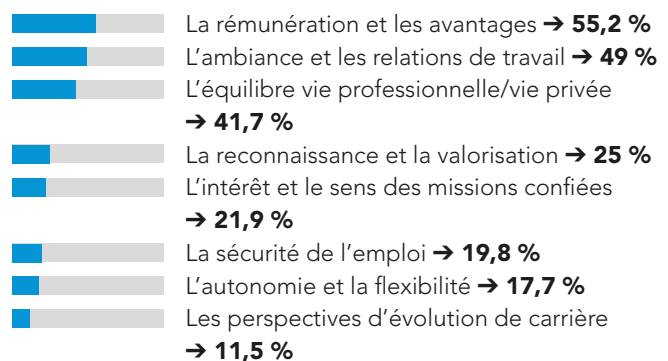 La rémunération et les avantages ➔ 55,2 %
L’ambiance et les relations de travail ➔ 49 %
L’équilibre vie professionnelle/vie privée
➔ 41,7 %
La reconnaissance et la valorisation ➔ 25 %
L’intérêt et le sens des missions confiées
➔ 21,9 %
La sécurité de l’emploi ➔ 19,8 %
L’autonomie et la flexibilité ➔ 17,7 %
Les perspectives d’évolution de carrière
➔ 11,5 %